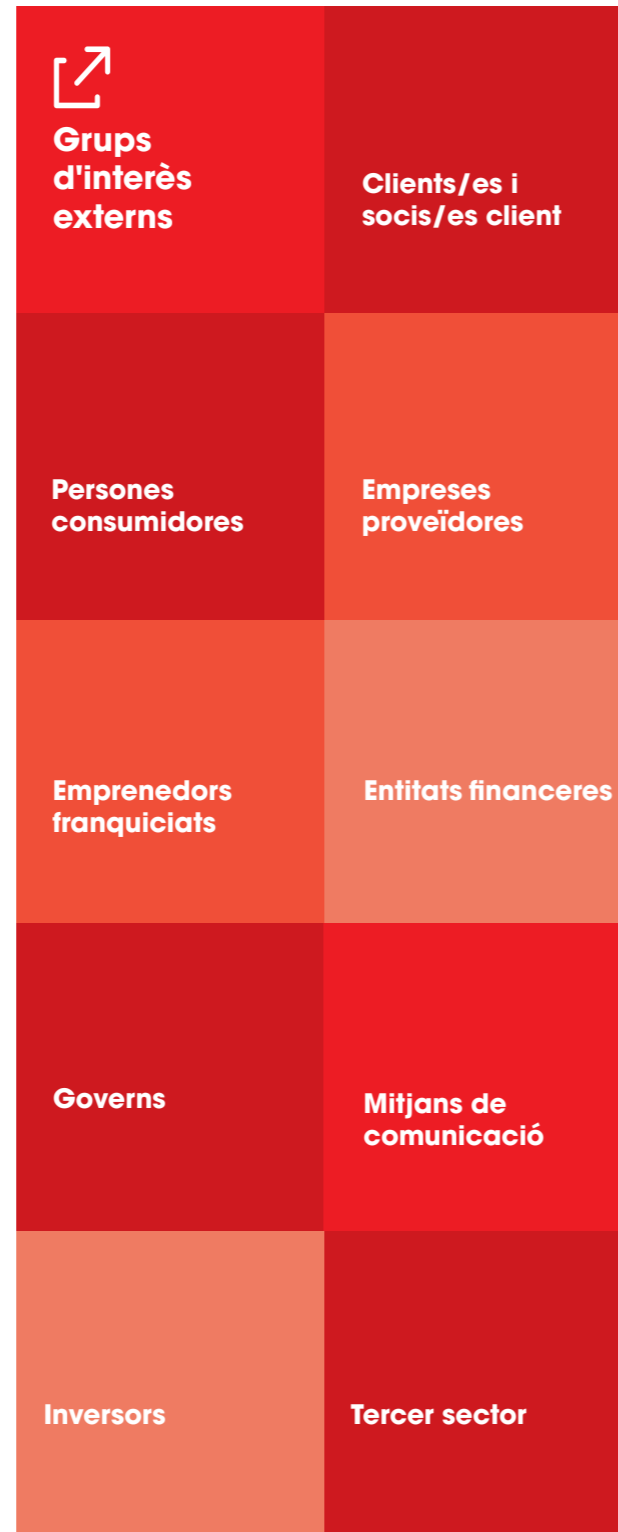 Grups
d'interès
externs
Clients/es i
socis/es client
Persones
consumidores
Empreses
proveïdores
Emprenedors
franquiciats
Entitats financeres
Governs
Mitjans de
comunicació
Inversors
Tercer sector